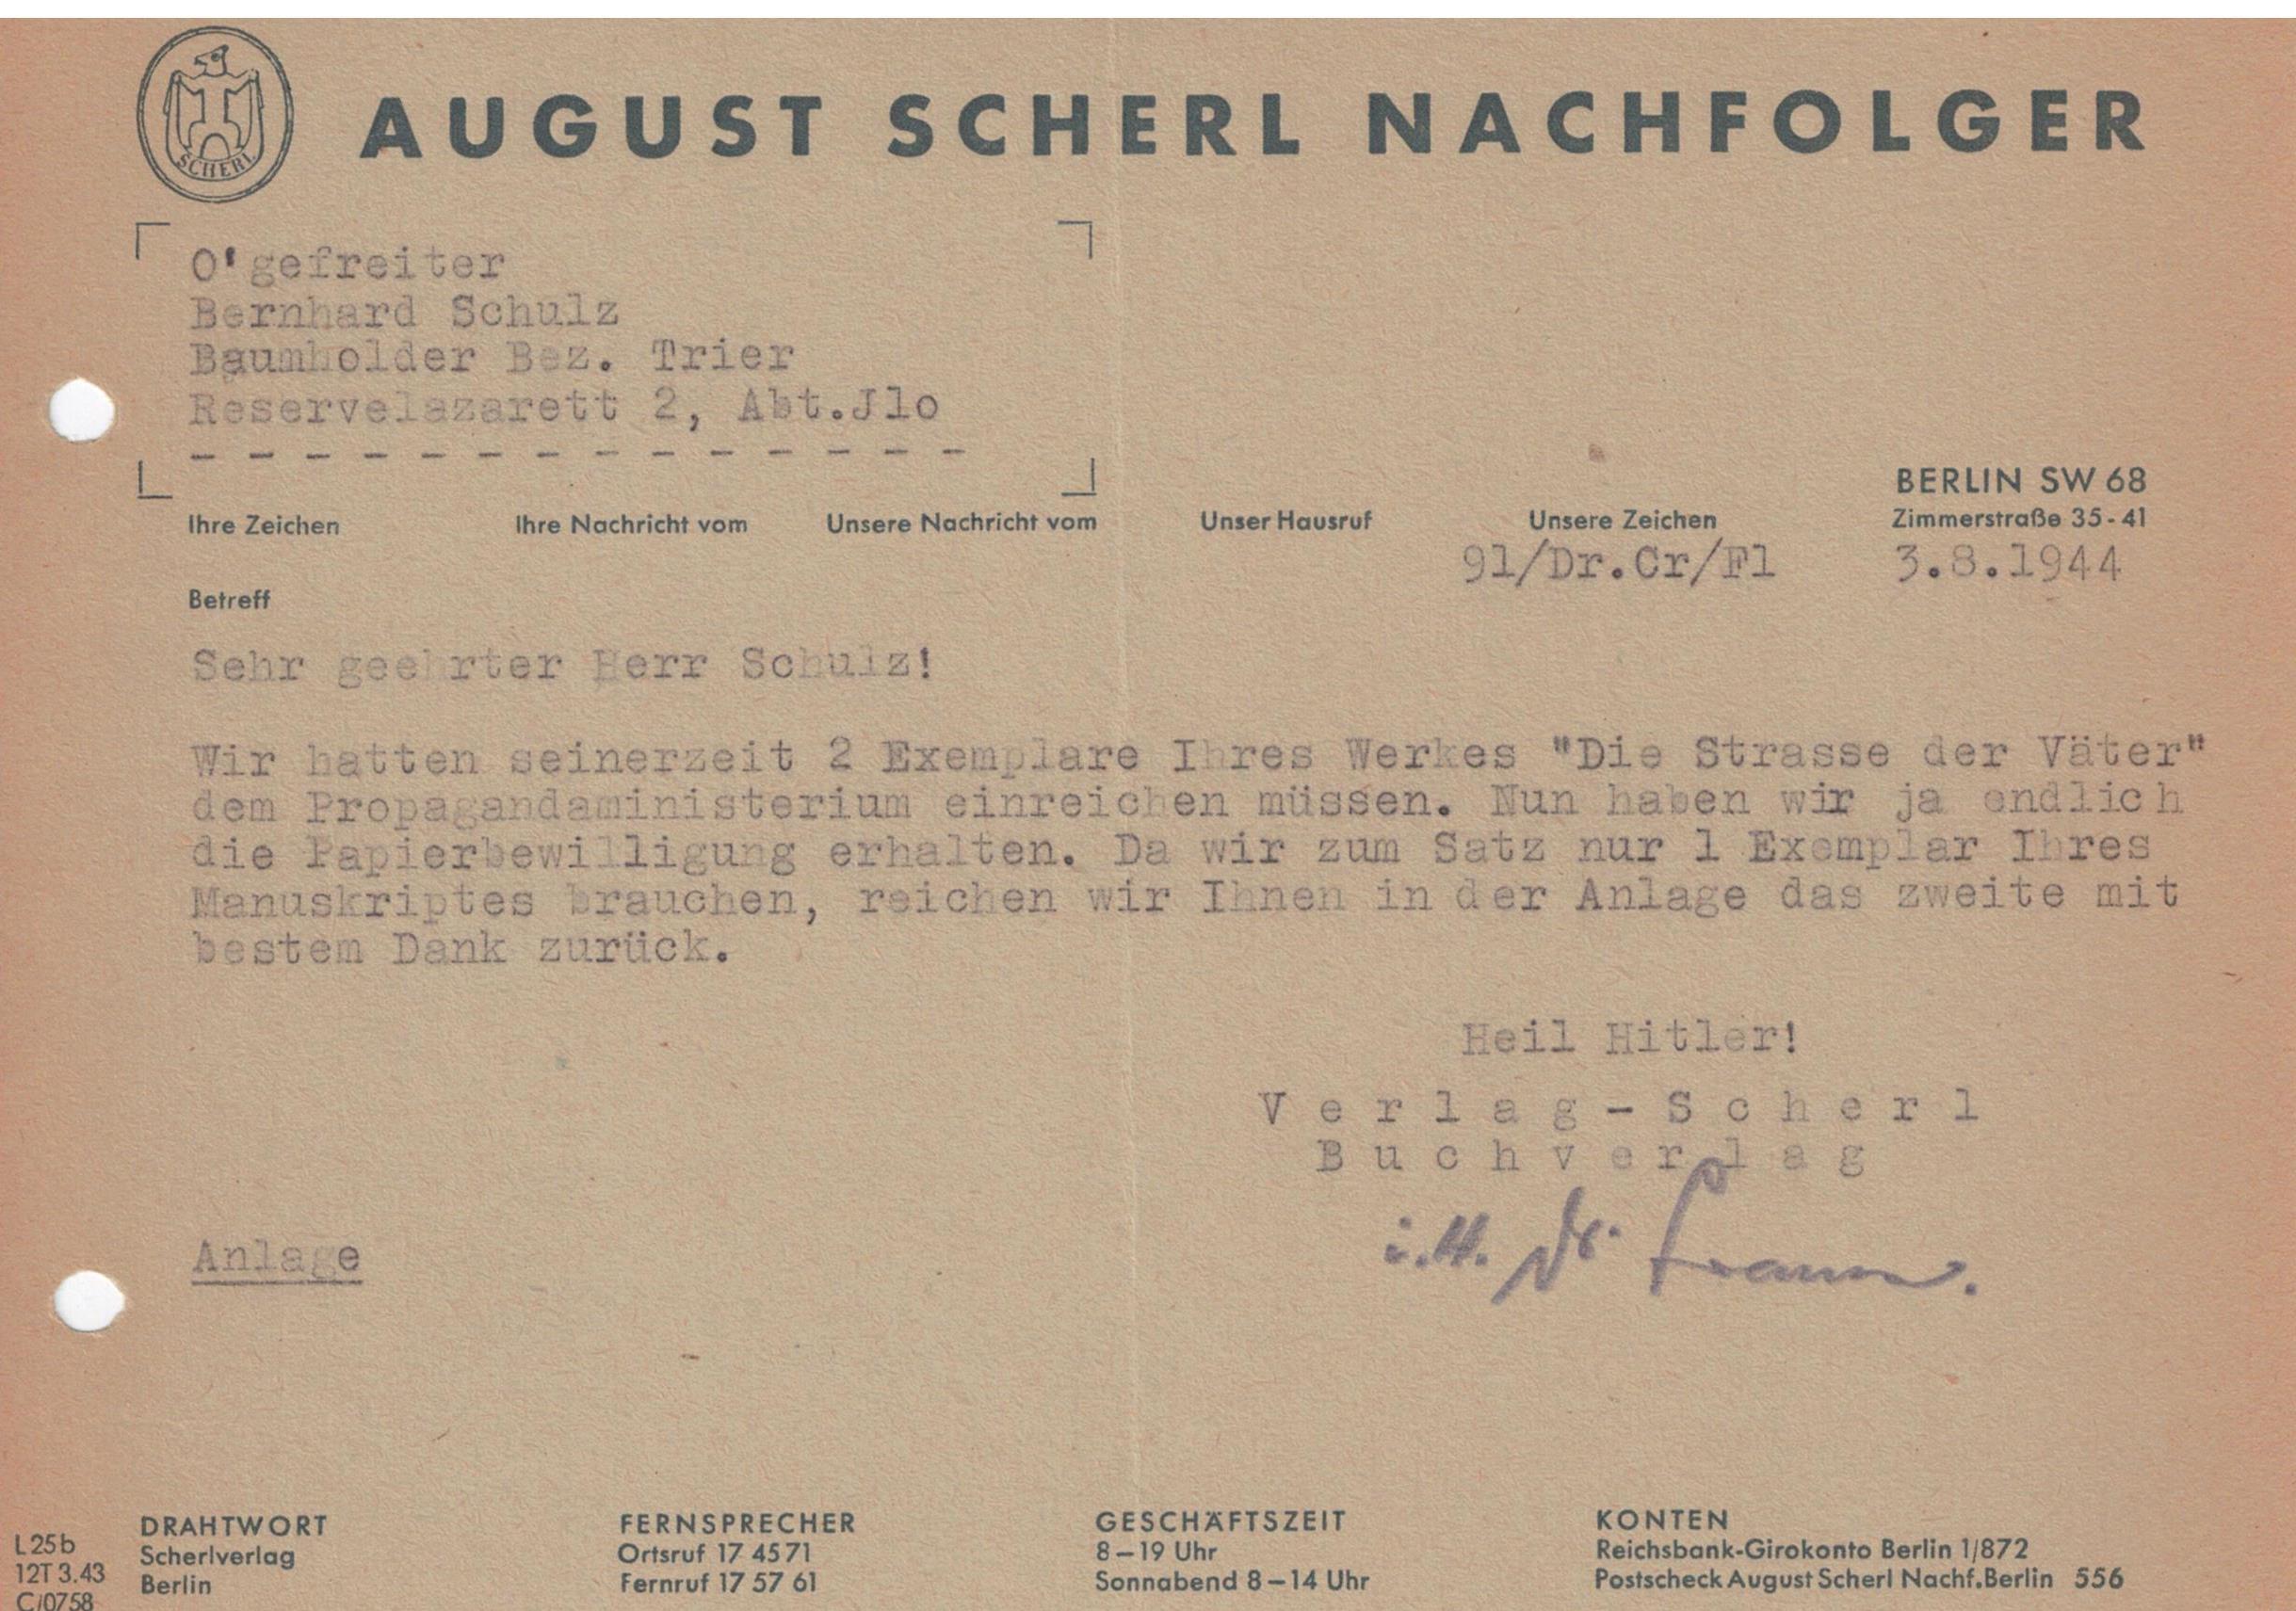 SCHERL
AUGUST SCHERL NACHFOLGER
O'gefreiter
Bernhard Schulz
Baumholder Bez. Trier
Reservelazarett 2, Abt.Jlo
- - - - - - - - - - - - - -
BERLIN SW 68
Ihre Zeichen Ihre Nachricht vom Unsere Nachricht vom Unser Hausruf Unsere Zeichen Zimmerstraße 35-41
91/Dr.Cr/Fl 3.8.1944
Betreff
Sehr geehrter Herr Schulz!
Wir hatten seinerzeit 2 Exemplare Ihres Werkes "Die Strasse der Väter"
dem Propagandaministerium einreichen müssen. Nun haben wir ja endlich
die Papierbewilligung erhalten. Da wir zum Satz nur 1 Exemplar Ihres
Manuskriptes brauchen, reichen wir Ihnen in der Anlage das zweite mit
bestem Dank zurück.
Heil Hitler!
Verlag-Scherl
Buchverlag
Dr.
Anlage
DRAHTWORT FERNSPRECHER GESCHÄFTSZEIT KONTEN
L25b Scherlverlag Ortsruf 17 45 71 8–19 Uhr Reichsbank-Girokonto Berlin 1/872
12T 3.43 Berlin Fernruf 17 57 61 Sonnabend 8–14 Uhr Postscheck August Scherl Nachf.Berlin 556
C/0758